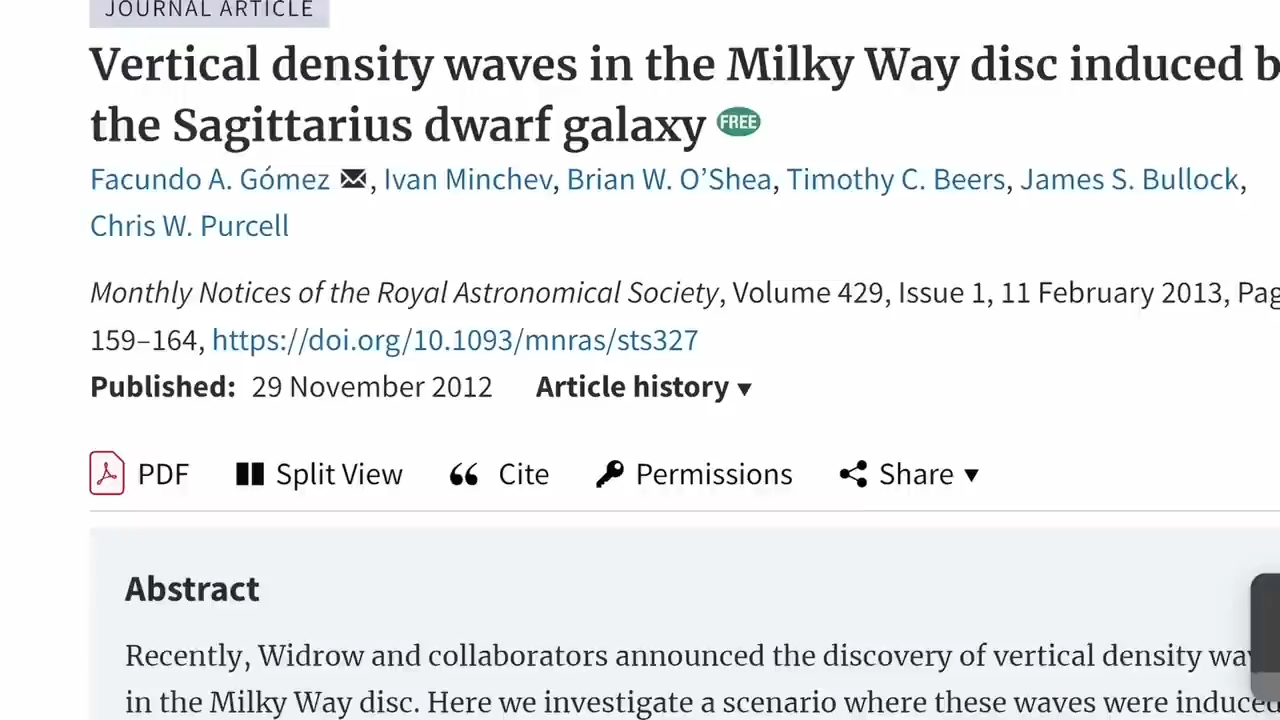 JOURNAL ARTICLE
Vertical density waves in the Milky Way disc induced b
the Sagittarius dwarf galaxy FREE
Facundo A. Gómez, Ivan Minchev, Brian W. O’Shea, Timothy C. Beers, James S. Bullock,
Chris W. Purcell
Monthly Notices of the Royal Astronomical Society, Volume 429, Issue 1, 11 February 2013, Pag
159–164, https://doi.org/10.1093/mnras/sts327
Published: 29 November 2012 Article history ▼
PDF Split View Cite Permissions Share ▼
Abstract
Recently, Widrow and collaborators announced the discovery of vertical density wav
in the Milky Way disc. Here we investigate a scenario where these waves were induced